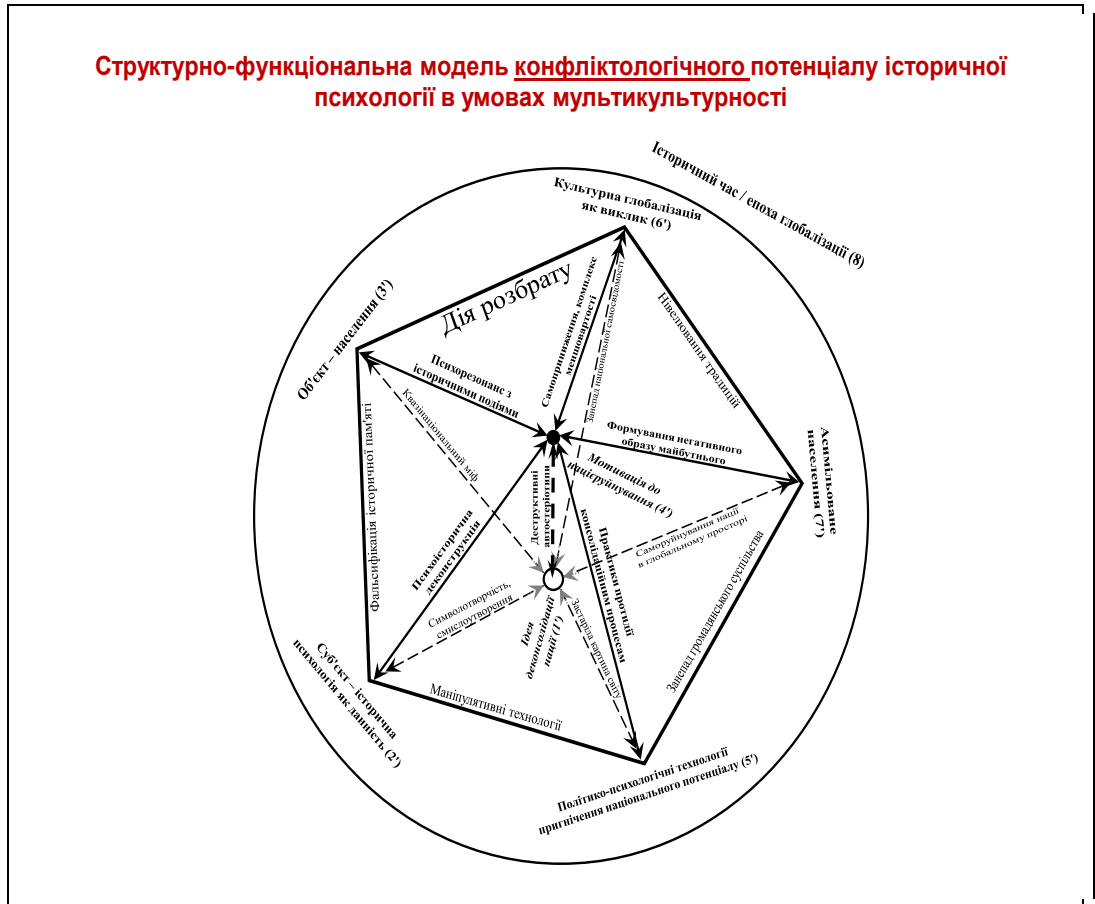 Структурно-функціональна модель конфліктологічного потенціалу історичної
психології в умовах мультикультурності
Історичний час / епоха глобалізації (8)
Культурна глобалізація
як виклик (6')
Дія розбрату
Об'єкт – населення (3')
Самоприниження, комплекс
меншовартості
Занепад національної самосвідомості
Нівелювання традицій
Психорезонанс з
історичними подіями
Квазінаціональний міф
Фальсифікація історичної пам'яті
Формування негативного
образу майбутнього
Мотивація до
націєруйнування (4')
Асимільоване
населення (7')
Деструктивні
автостеріотипи
Психоісторична
деконструкція
Практики протидії
консолідаційним процесам
Саморуйнування нації
в глобальному просторі
Занепад громадянського суспільства
Символотворчість,
смислоутворення
Ідея
деконсолідації
нації (1')
Застаріла картина світу
Суб'єкт – історична
психологія як данність (2')
Маніпулятивні технології
Політико-психологічні технології
пригнічення національного потенціалу (5')